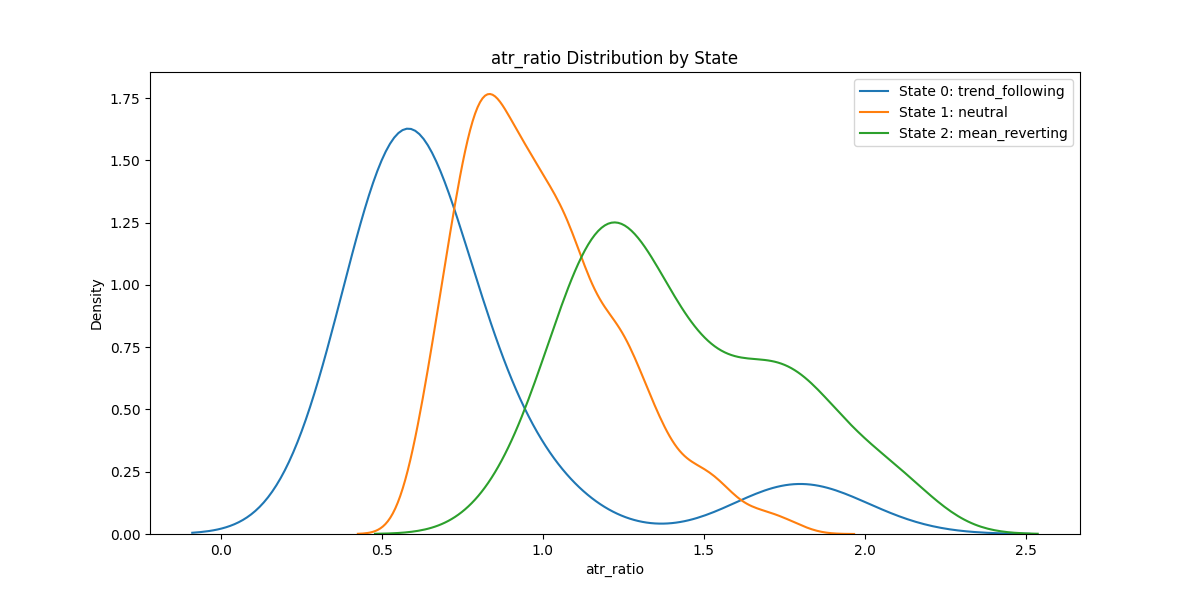 atr_ratio Distribution by State
State 0: trend_following
State 1: neutral
State 2: mean_reverting
Density
1.75
1.50
1.25
1.00
0.75
0.50
0.25
0.00
0.0 0.5 1.0 1.5 2.0 2.5
atr_ratio